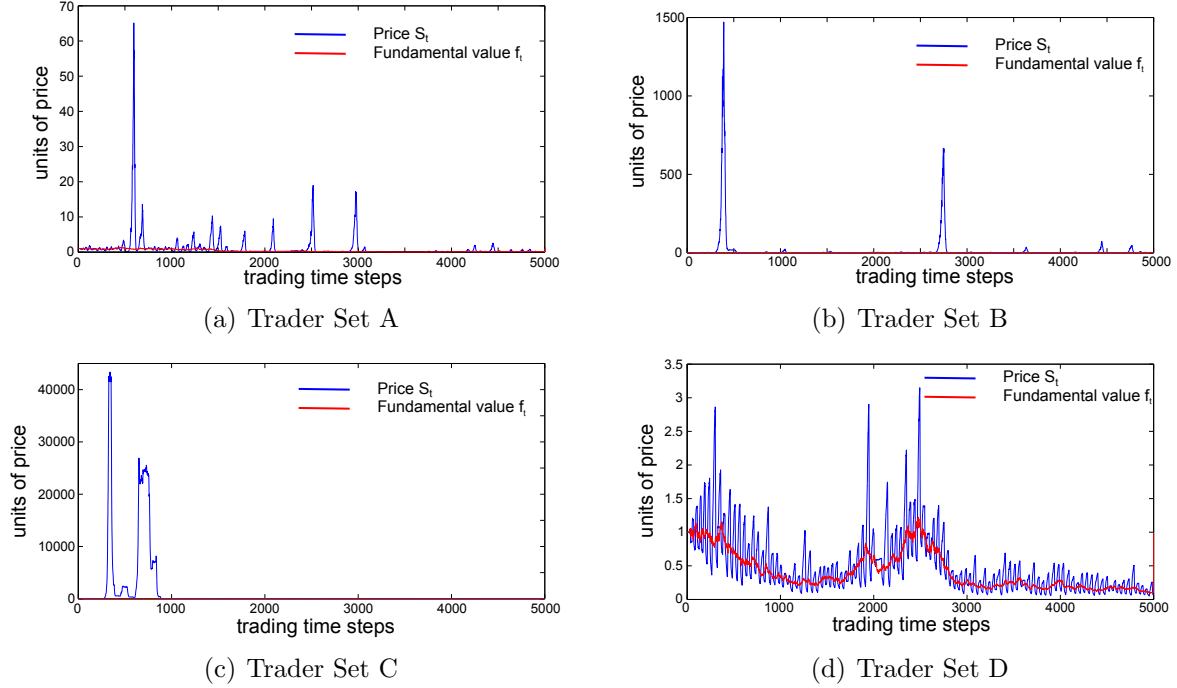 70
60
50
40
30
20
10
0
units of price
Price S_t
Fundamental value f_t
0 1000 2000 3000 4000 5000
trading time steps
(a) Trader Set A
1500
1000
500
0
units of price
Price S_t
Fundamental value f_t
0 1000 2000 3000 4000 5000
trading time steps
(b) Trader Set B
40000
30000
20000
10000
0
units of price
Price S_t
Fundamental value f_t
0 1000 2000 3000 4000 5000
trading time steps
(c) Trader Set C
3.5
3
2.5
2
1.5
1
0.5
0
units of price
Price S_t
Fundamental value f_t
0 1000 2000 3000 4000 5000
trading time steps
(d) Trader Set D